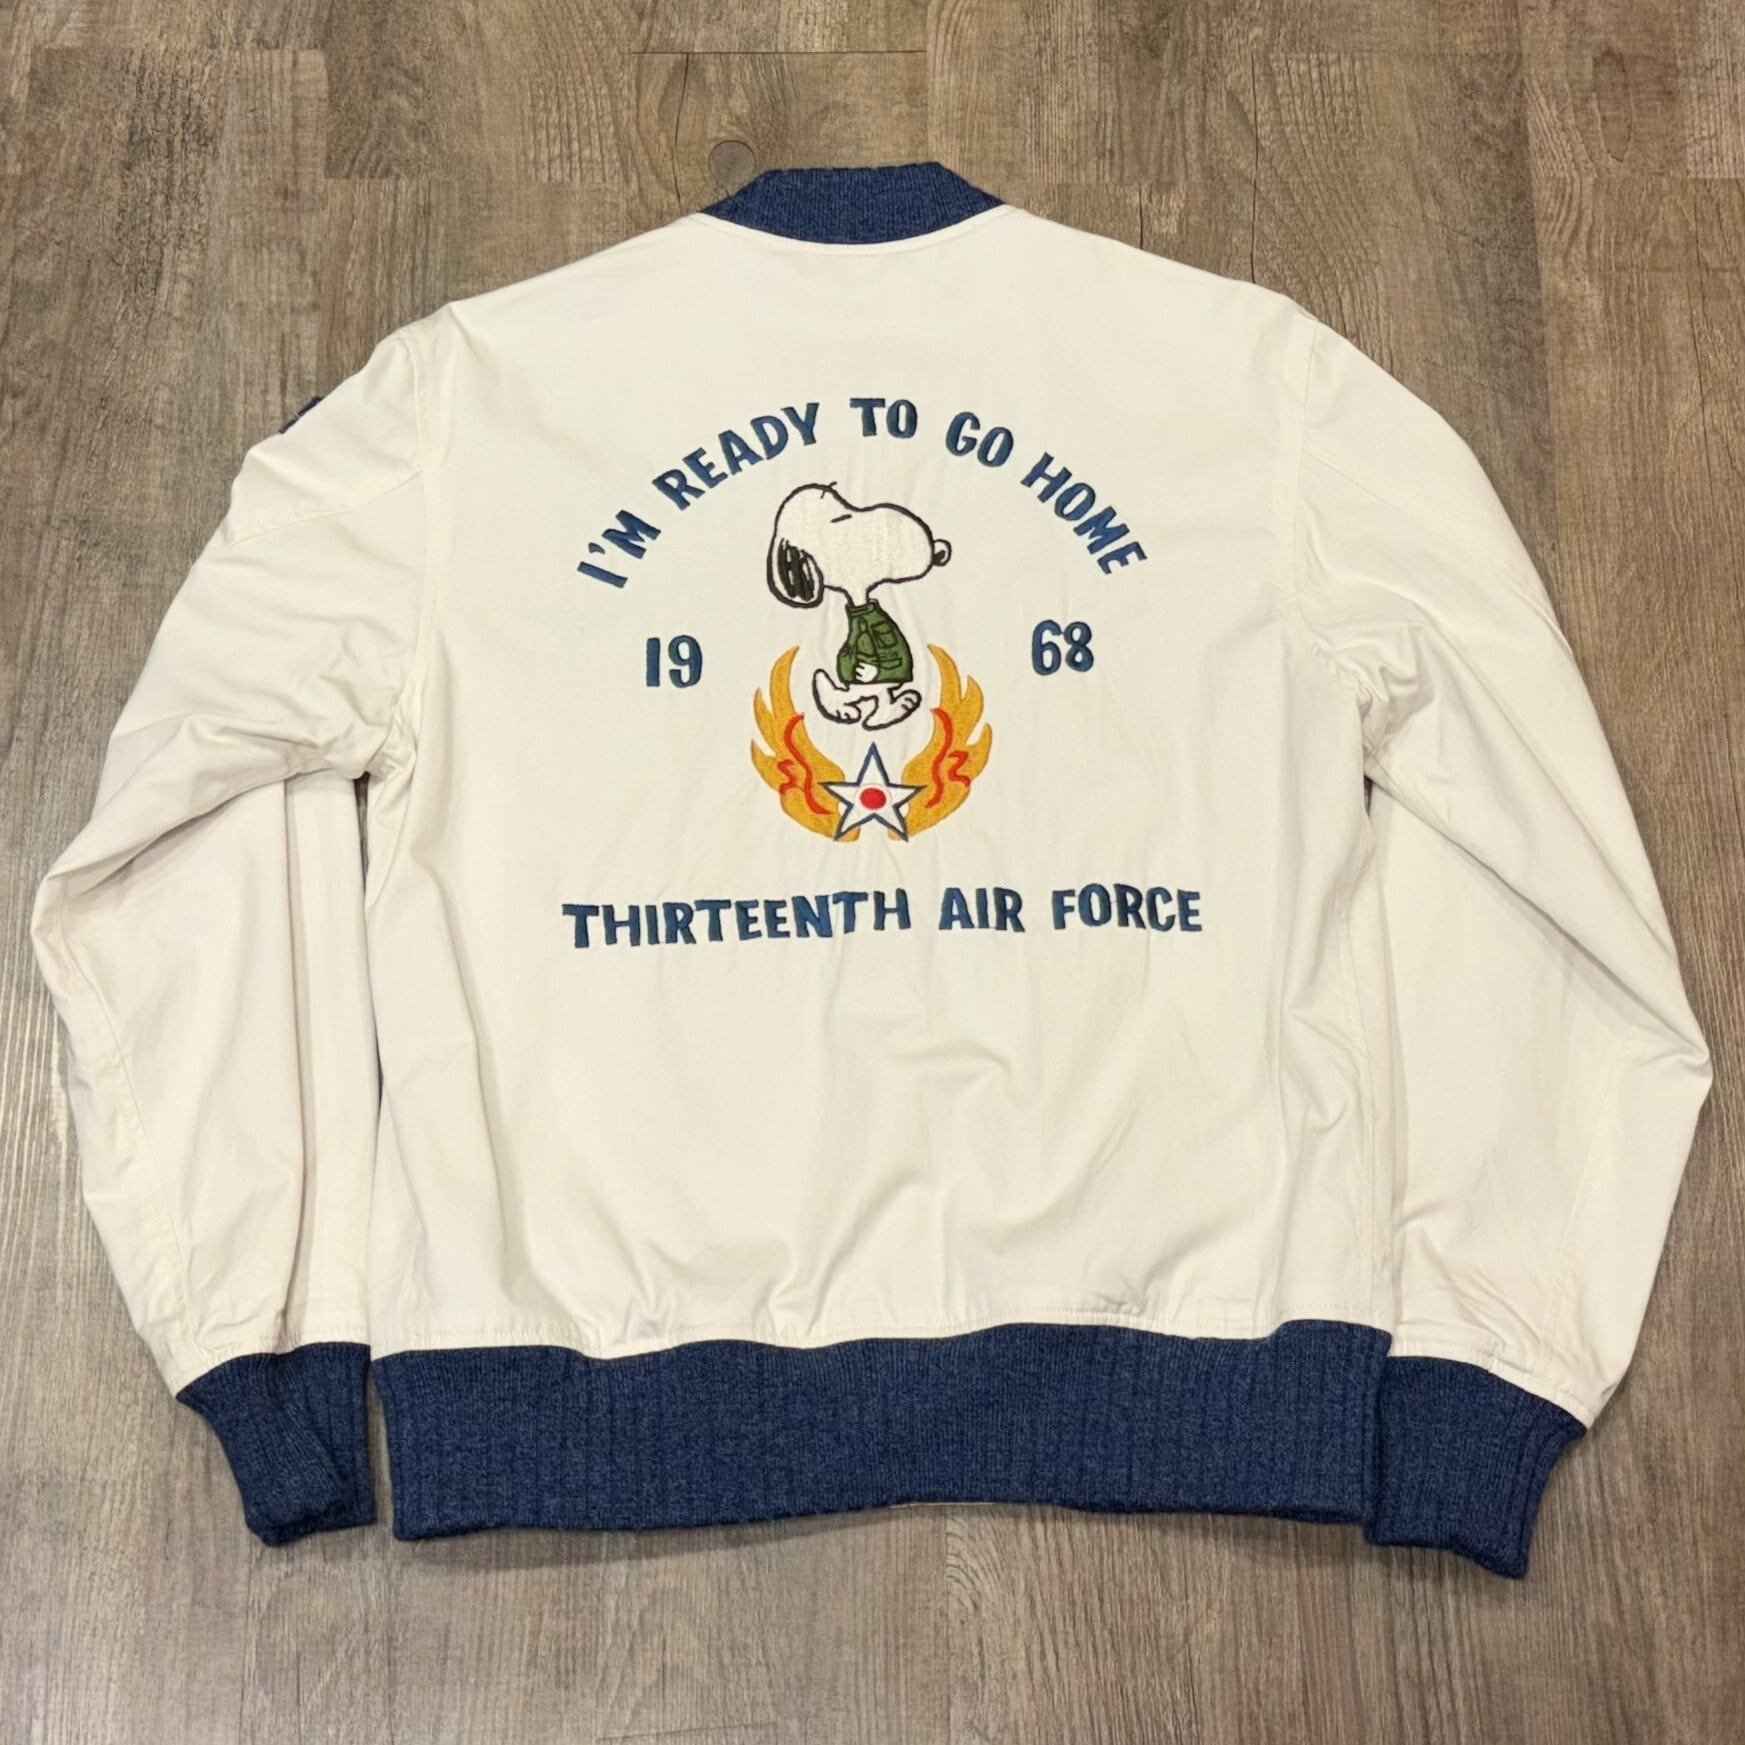 I'M READY TO GO HOME
19 68
THIRTEENTH AIR FORCE